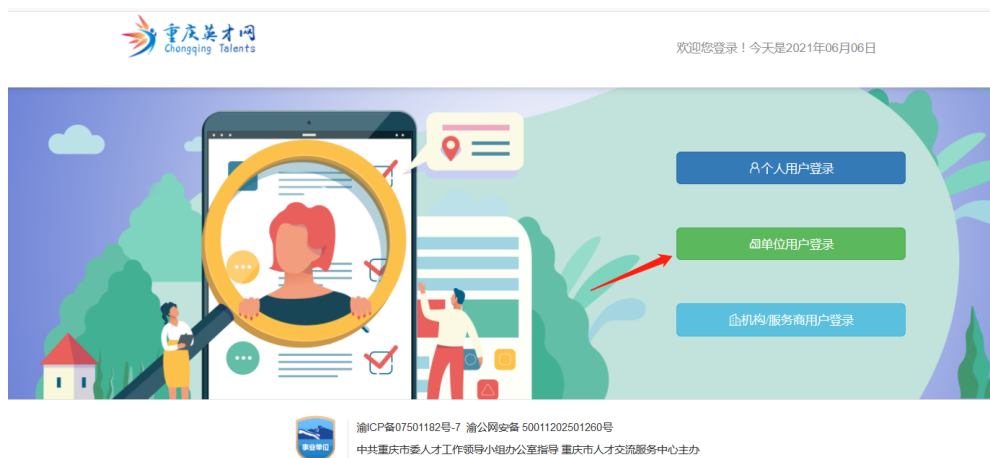 重庆英才网
Chongqing Talents
欢迎您登录！今天是2021年06月06日
个人用户登录
单位用户登录
机构/服务商用户登录
事业单位
渝ICP备07501182号-7 渝公网安备 50011202501260号
中共重庆市委人才工作领导小组办公室指导 重庆市人才交流服务中心主办